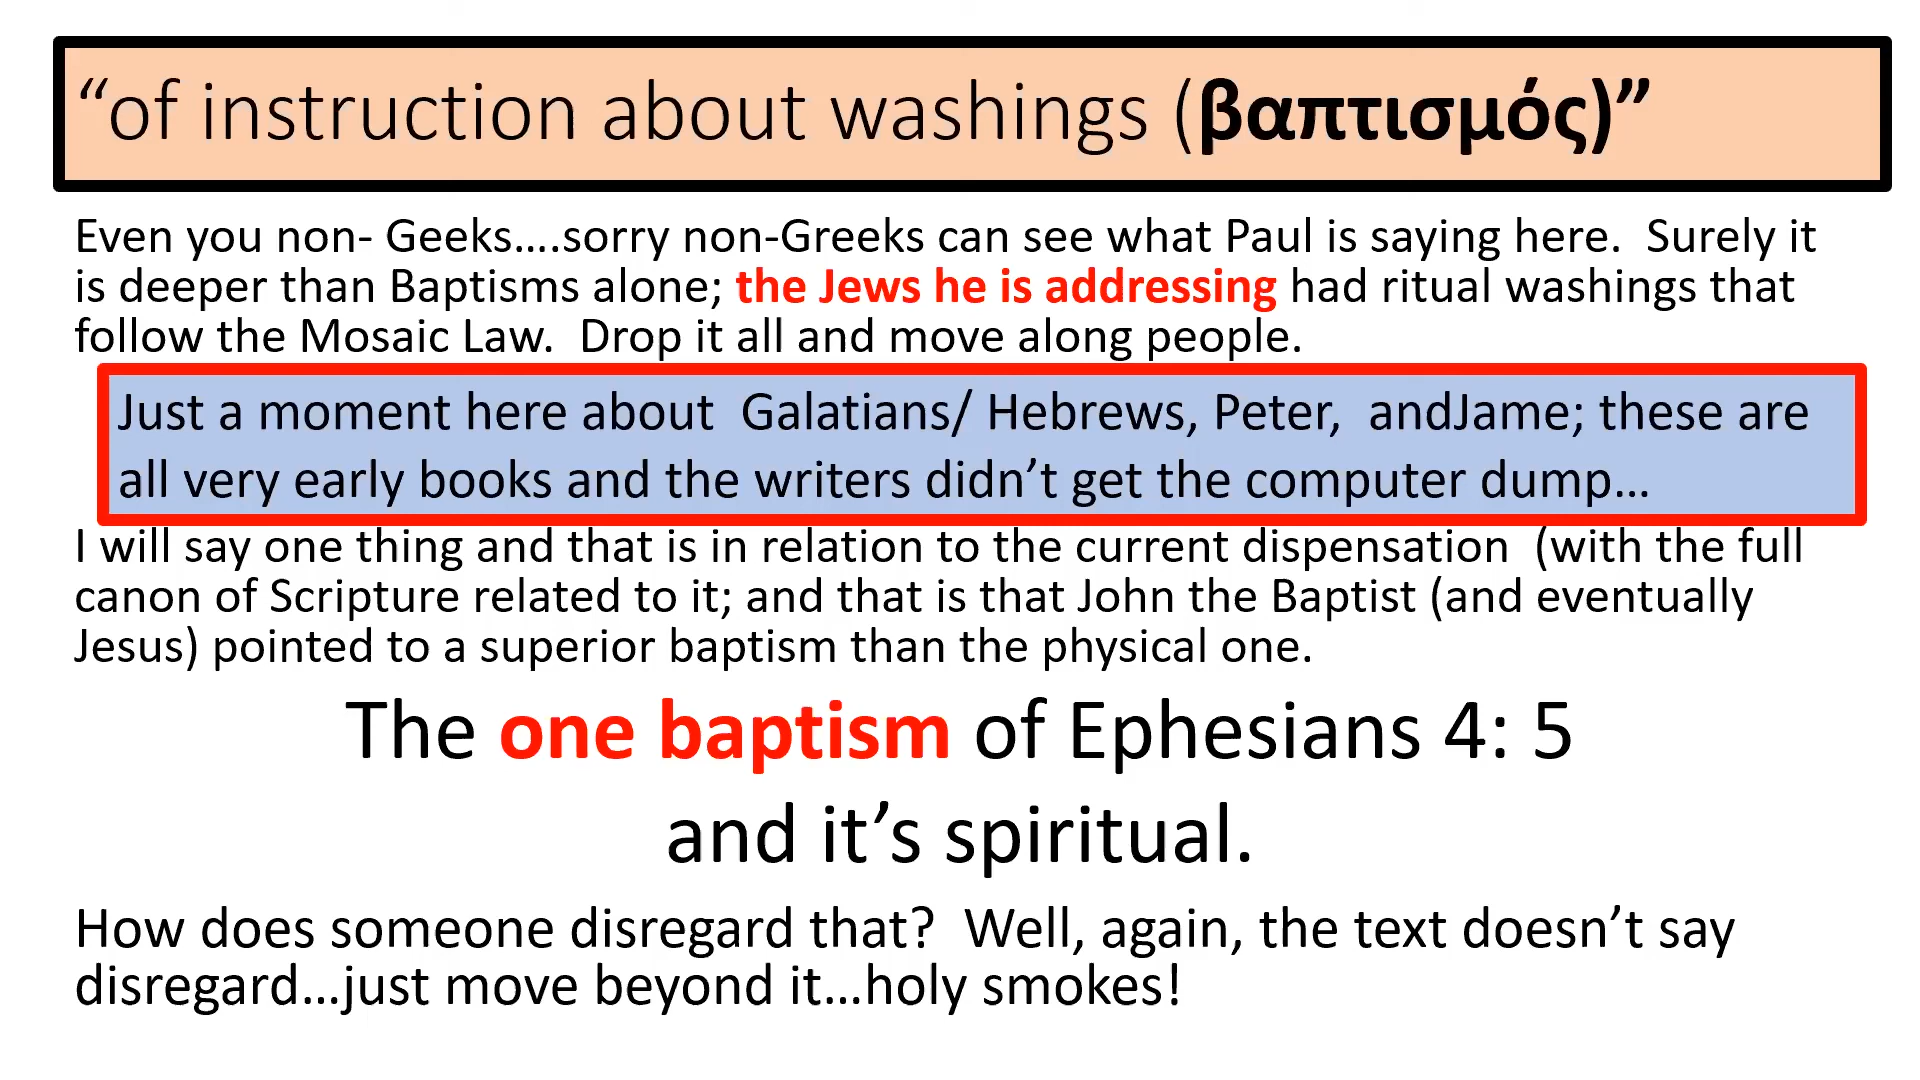 “of instruction about washings (βαπτισμός)”
Even you non- Geeks….sorry non-Greeks can see what Paul is saying here.  Surely it
is deeper than Baptisms alone; the Jews he is addressing had ritual washings that
follow the Mosaic Law.  Drop it all and move along people.
Just a moment here about  Galatians/ Hebrews, Peter,  andJame; these are
all very early books and the writers didn’t get the computer dump…
I will say one thing and that is in relation to the current dispensation  (with the full
canon of Scripture related to it; and that is that John the Baptist (and eventually
Jesus) pointed to a superior baptism than the physical one.
The one baptism of Ephesians 4: 5
and it’s spiritual.
How does someone disregard that?  Well, again, the text doesn’t say
disregard…just move beyond it…holy smokes!